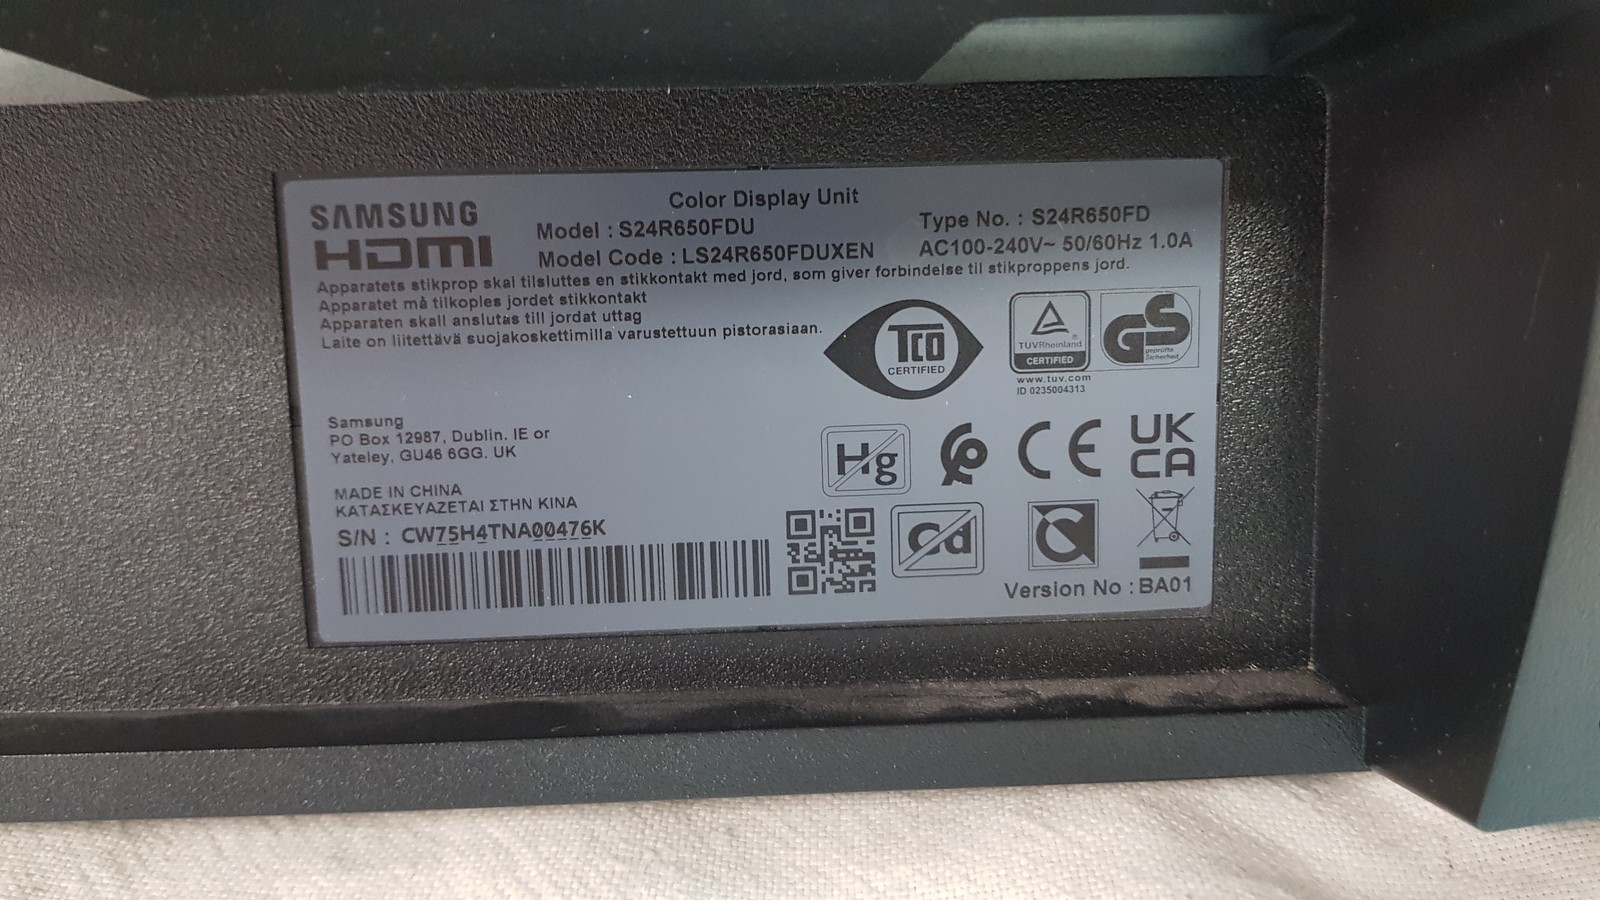 Color Display Unit
SAMSUNG
HDMI
Model : S24R650FDU
Type No. : S24R650FD
Model Code : LS24R650FDUXEN
AC100-240V~ 50/60Hz 1.0A
Apparatets stikprop skal tilsluttes en stikkontakt med jord, som giver forbindelse til stikproppens jord.
Apparatet må tilkoples jordet stikkontakt
Apparaten skall anslutas till jordat uttag
Laite on liitettävä suojakoskettimilla varustettuun pistorasiaan.
TCO
CERTIFIED
TUVRheinland
CERTIFIED
www.tuv.com
ID 0235004313
GS
geprüfte
Sicherheit
Samsung
PO Box 12987, Dublin. IE or
Yateley, GU46 6GG. UK
Hg
CE
UK
CA
MADE IN CHINA
ΚΑΤΑΣΚΕΥΑΖΕΤΑΙ ΣΤΗΝ ΚΙΝΑ
S/N : CW75H4TNA00476K
Cd
Version No : BA01